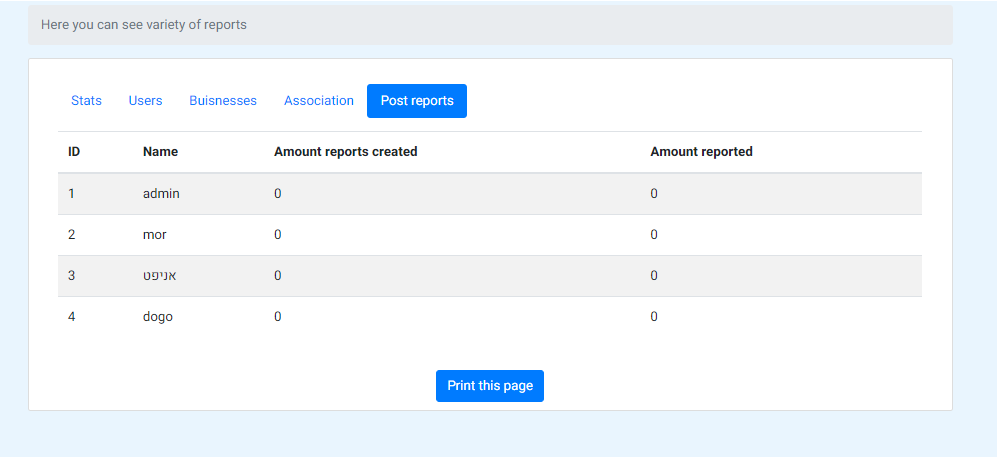 Here you can see variety of reports
Stats Users Buisnesses Association Post reports
ID Name Amount reports created Amount reported
1 admin 0 0
2 mor 0 0
3 אניפט 0 0
4 dogo 0 0
Print this page